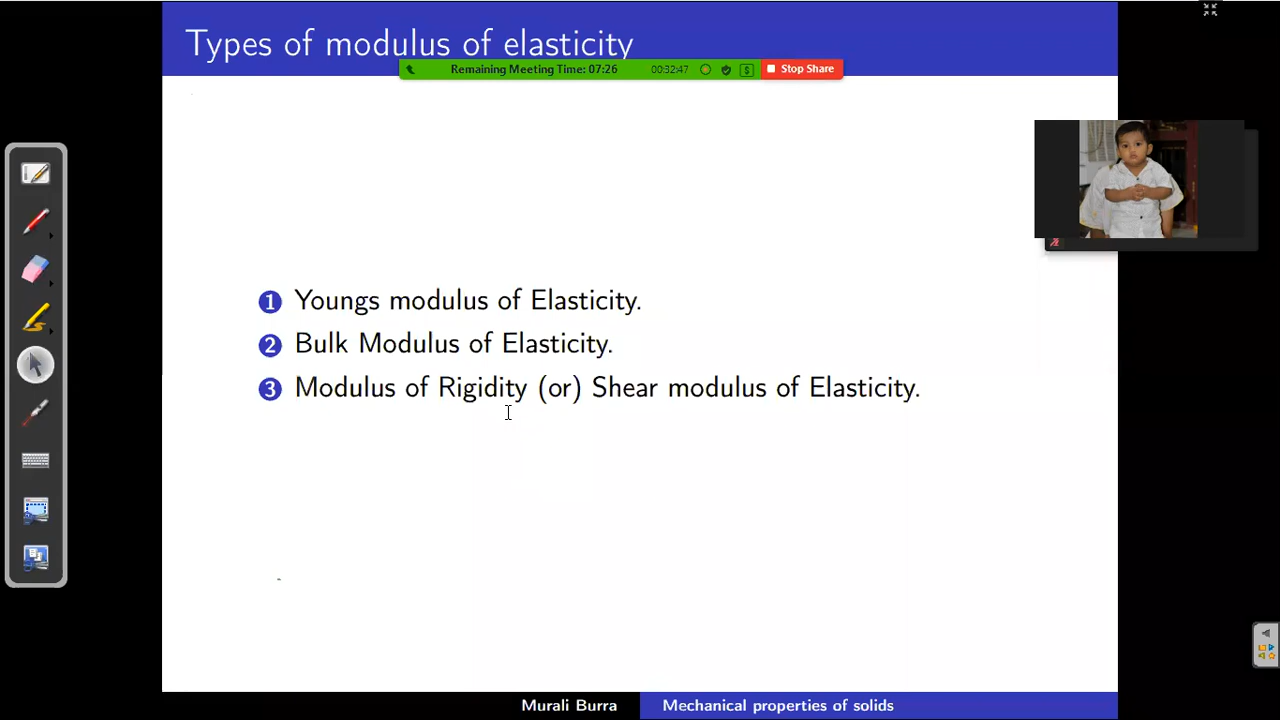 Types of modulus of elasticity
Remaining Meeting Time: 07:26 00:32:47 Stop Share
1 Youngs modulus of Elasticity.
2 Bulk Modulus of Elasticity.
3 Modulus of Rigidity (or) Shear modulus of Elasticity.
Murali Burra Mechanical properties of solids